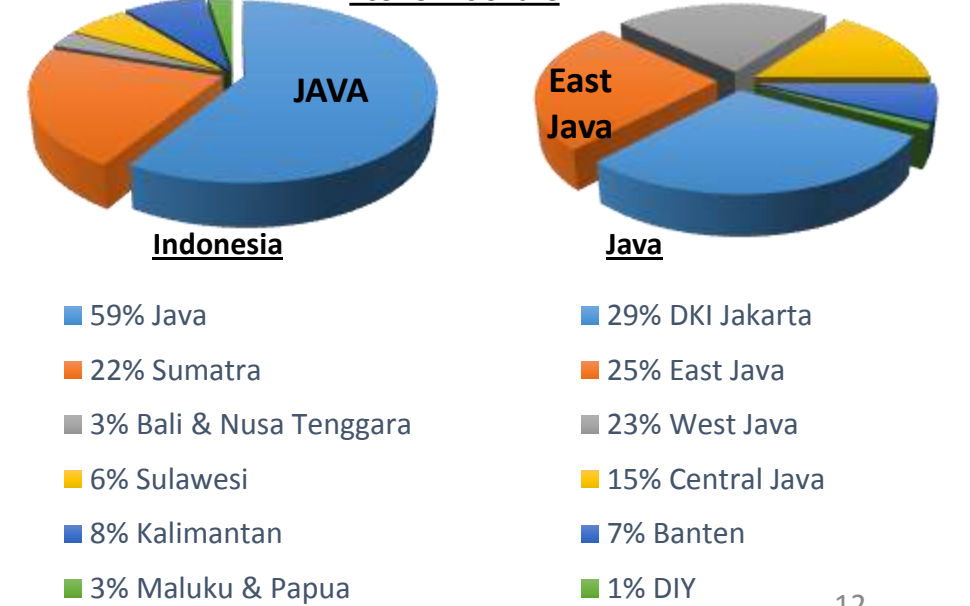 JAVA
East
Java
Indonesia
Java
59% Java
22% Sumatra
3% Bali & Nusa Tenggara
6% Sulawesi
8% Kalimantan
3% Maluku & Papua
29% DKI Jakarta
25% East Java
23% West Java
15% Central Java
7% Banten
1% DIY
12